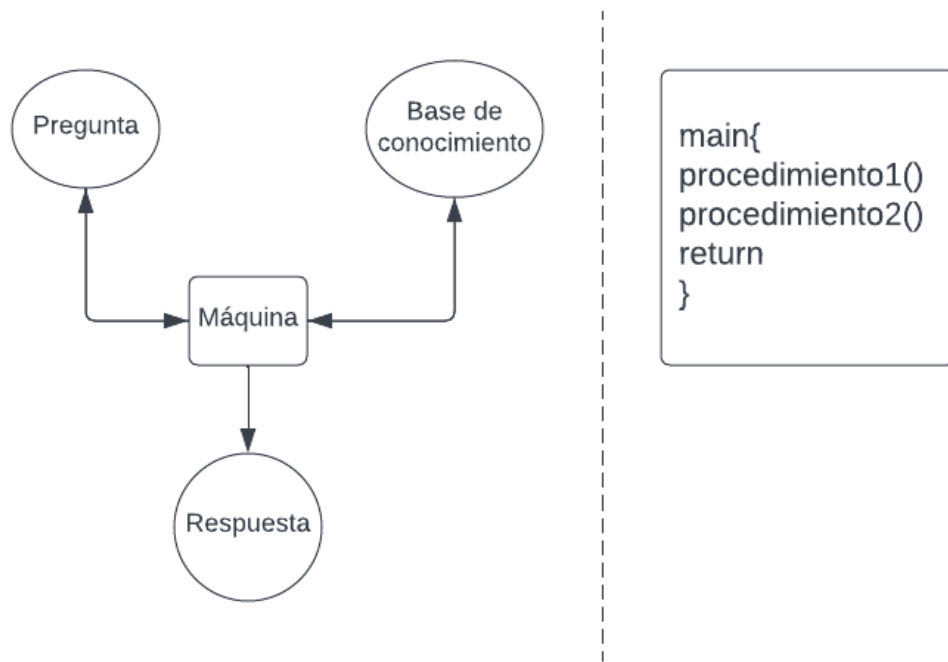 Pregunta
Base de
conocimiento
Máquina
Respuesta
main{
procedimiento1()
procedimiento2()
return
}